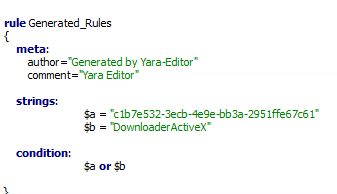 rule Generated_Rules
{
meta:
author="Generated by Yara-Editor"
comment="Yara Editor"
strings:
$a = "c1b7e532-3ecb-4e9e-bb3a-2951ffe67c61"
$b = "DownloaderActiveX"
condition:
$a or $b
}